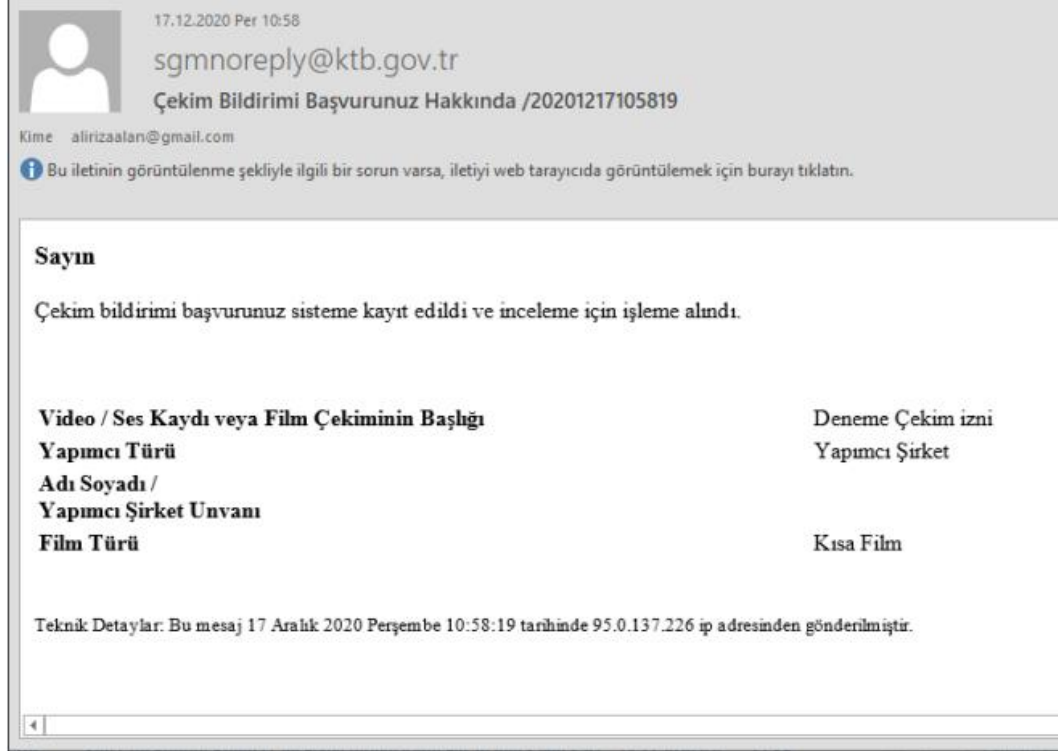 17.12.2020 Per 10:58
sgmnoreply@ktb.gov.tr
Çekim Bildirimi Başvurunuz Hakkında /20201217105819
Kime alirizaalan@gmail.com
Bu iletinin görüntülenme şekliyle ilgili bir sorun varsa, iletiyi web tarayıcıda görüntülemek için burayı tıklatın.
Sayın
Çekim bildirimi başvurunuz sisteme kayıt edildi ve inceleme için işleme alındı.
Video / Ses Kaydı veya Film Çekiminin Başlığı Deneme Çekim izni
Yapımcı Türü Yapımcı Şirket
Adı Soyadı /
Yapımcı Şirket Unvanı
Film Türü Kısa Film
Teknik Detaylar: Bu mesaj 17 Aralık 2020 Perşembe 10:58:19 tarihinde 95.0.137.226 ip adresinden gönderilmiştir.